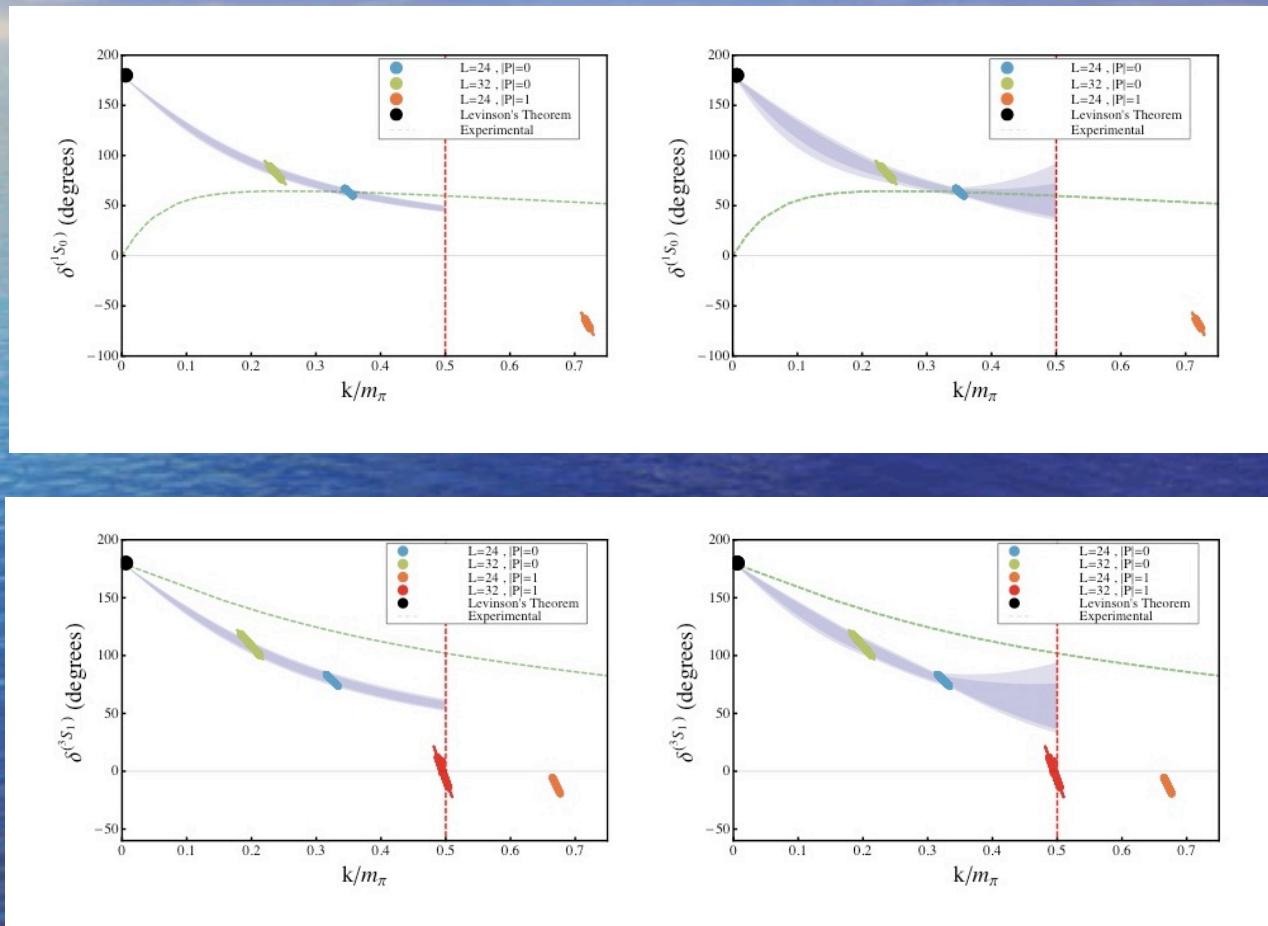 200
150
100
50
0
−50
−100
δ(¹S₀) (degrees)
L=24 , |P|=0
L=32 , |P|=0
L=24 , |P|=1
Levinson's Theorem
Experimental
0 0.1 0.2 0.3 0.4 0.5 0.6 0.7
k/mπ
200
150
100
50
0
−50
−100
δ(¹S₀) (degrees)
L=24 , |P|=0
L=32 , |P|=0
L=24 , |P|=1
Levinson's Theorem
Experimental
0 0.1 0.2 0.3 0.4 0.5 0.6 0.7
k/mπ
200
150
100
50
0
−50
δ(³S₁) (degrees)
L=24 , |P|=0
L=32 , |P|=0
L=24 , |P|=1
L=32 , |P|=1
Levinson's Theorem
Experimental
0 0.1 0.2 0.3 0.4 0.5 0.6 0.7
k/mπ
200
150
100
50
0
−50
δ(³S₁) (degrees)
L=24 , |P|=0
L=32 , |P|=0
L=24 , |P|=1
L=32 , |P|=1
Levinson's Theorem
Experimental
0 0.1 0.2 0.3 0.4 0.5 0.6 0.7
k/mπ